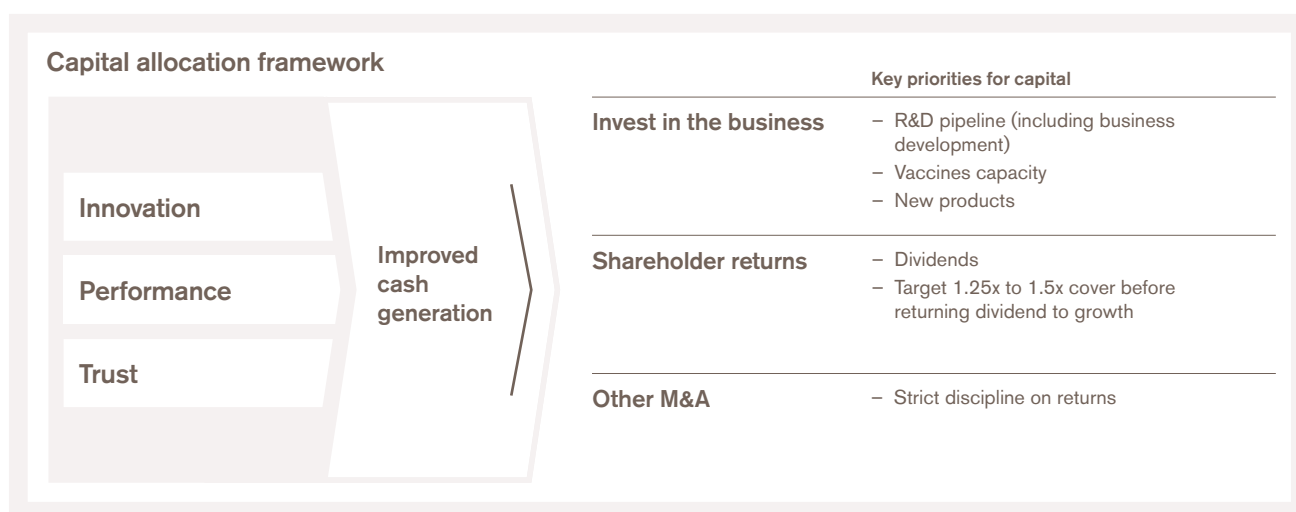 Capital allocation framework
Innovation
Performance
Trust
Improved
cash
generation
Key priorities for capital
Invest in the business
– R&D pipeline (including business
development)
– Vaccines capacity
– New products
Shareholder returns
– Dividends
– Target 1.25x to 1.5x cover before
returning dividend to growth
Other M&A
– Strict discipline on returns